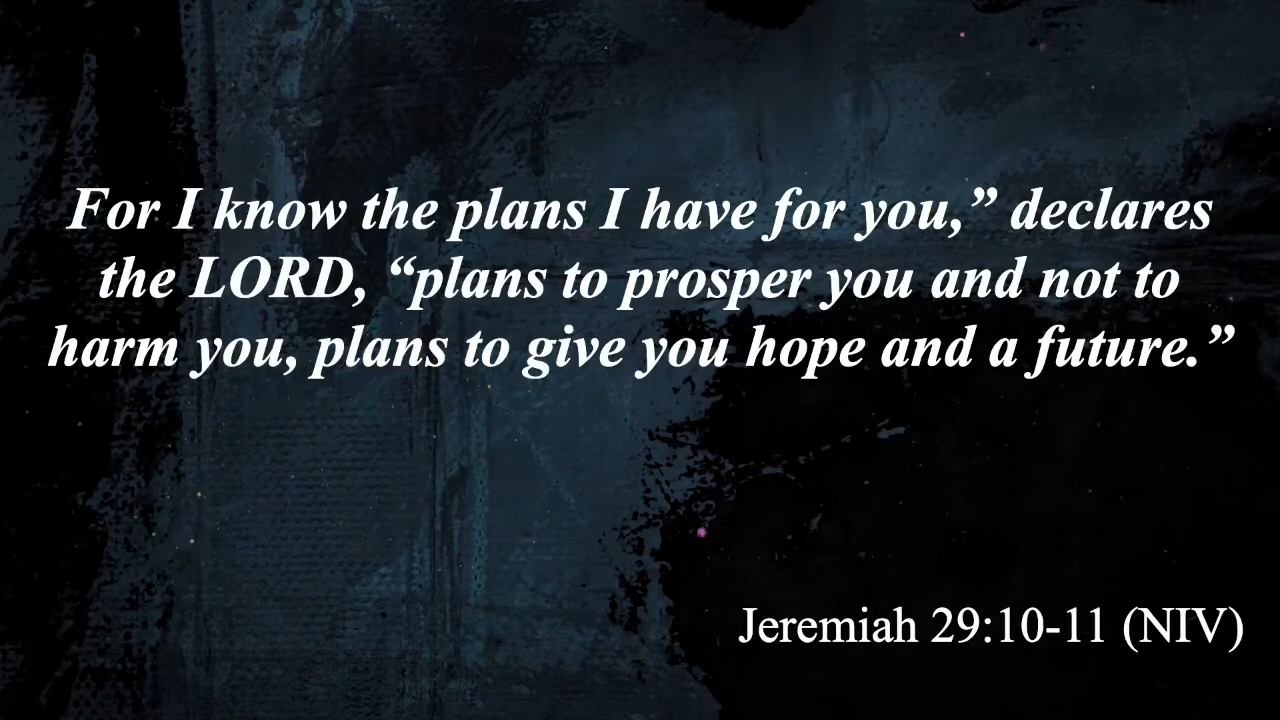 For I know the plans I have for you,” declares
the LORD, “plans to prosper you and not to
harm you, plans to give you hope and a future.”
Jeremiah 29:10-11 (NIV)